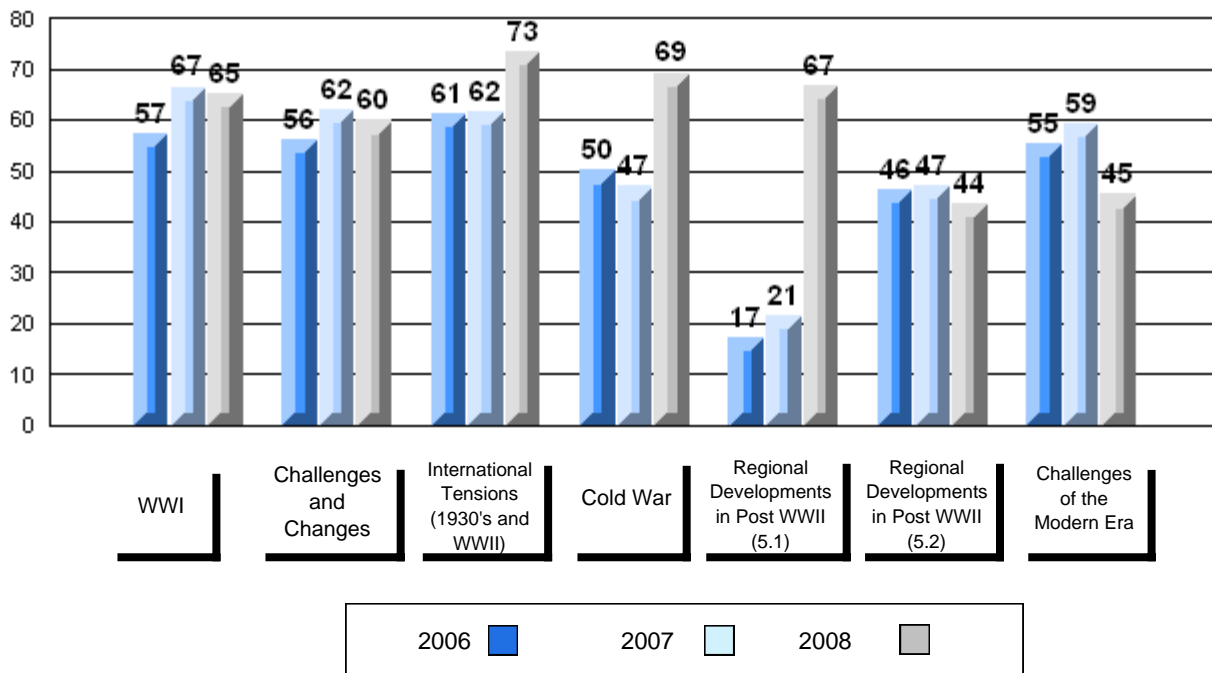 80
70
60
50
40
30
20
10
0
57
67
65
56
62
60
61
62
73
50
47
69
17
21
67
46
47
44
55
59
45
WWI
Challenges
and
Changes
International
Tensions
(1930's and
WWII)
Cold War
Regional
Developments
in Post WWII
(5.1)
Regional
Developments
in Post WWII
(5.2)
Challenges
of the
Modern Era
2006 2007 2008